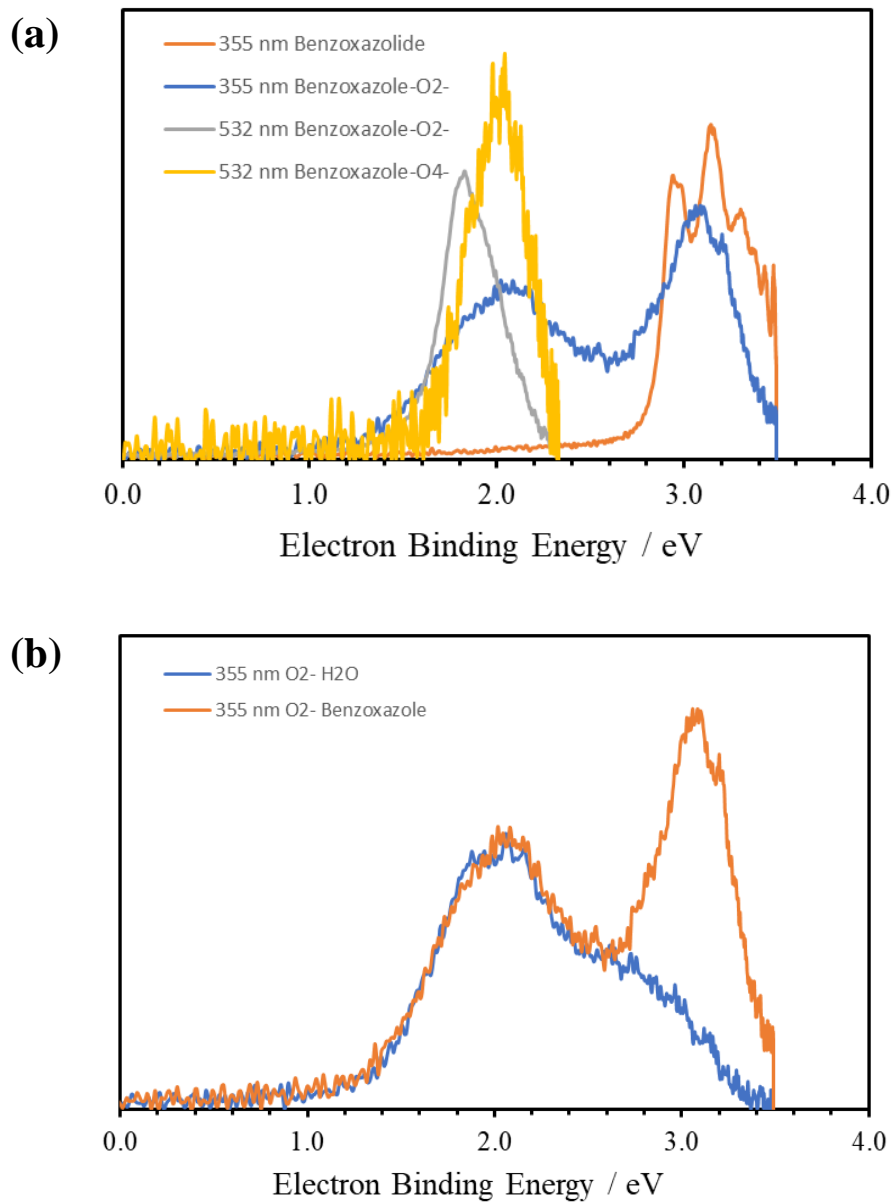 (a)
355 nm Benzoxazolide
355 nm Benzoxazole-O2-
532 nm Benzoxazole-O2-
532 nm Benzoxazole-O4-
0.0 1.0 2.0 3.0 4.0
Electron Binding Energy / eV
(b)
355 nm O2- H2O
355 nm O2- Benzoxazole
0.0 1.0 2.0 3.0 4.0
Electron Binding Energy / eV